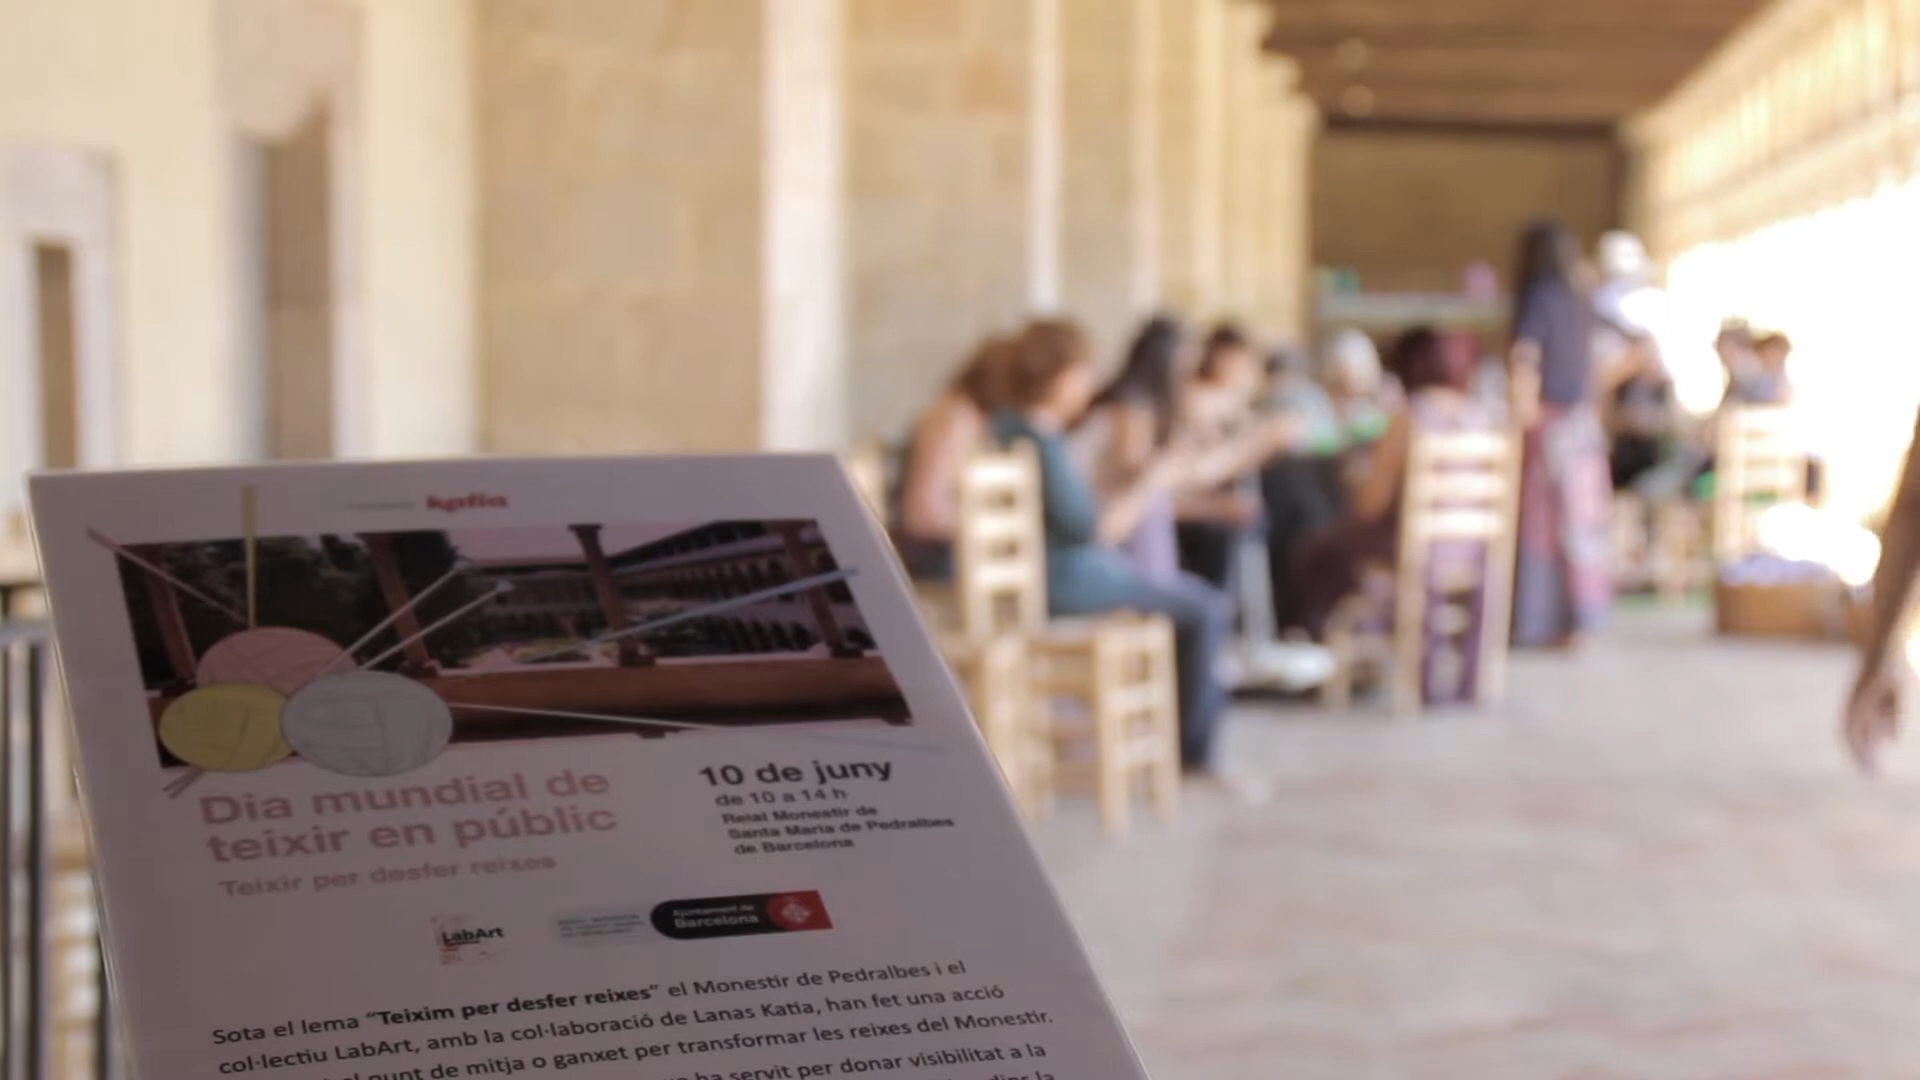 katia
Dia mundial de
teixir en públic
Teixir per desfer reixes
10 de juny
de 10 a 14 h
Reial Monestir de
Santa Maria de Pedralbes
de Barcelona
LabArt
Ajuntament de
Barcelona
Sota el lema “Teixim per desfer reixes” el Monestir de Pedralbes i el
col·lectiu LabArt, amb la col·laboració de Lanas Katia, han fet una acció
punt de mitja o ganxet per transformar les reixes del Monestir.
ha servit per donar visibilitat a la